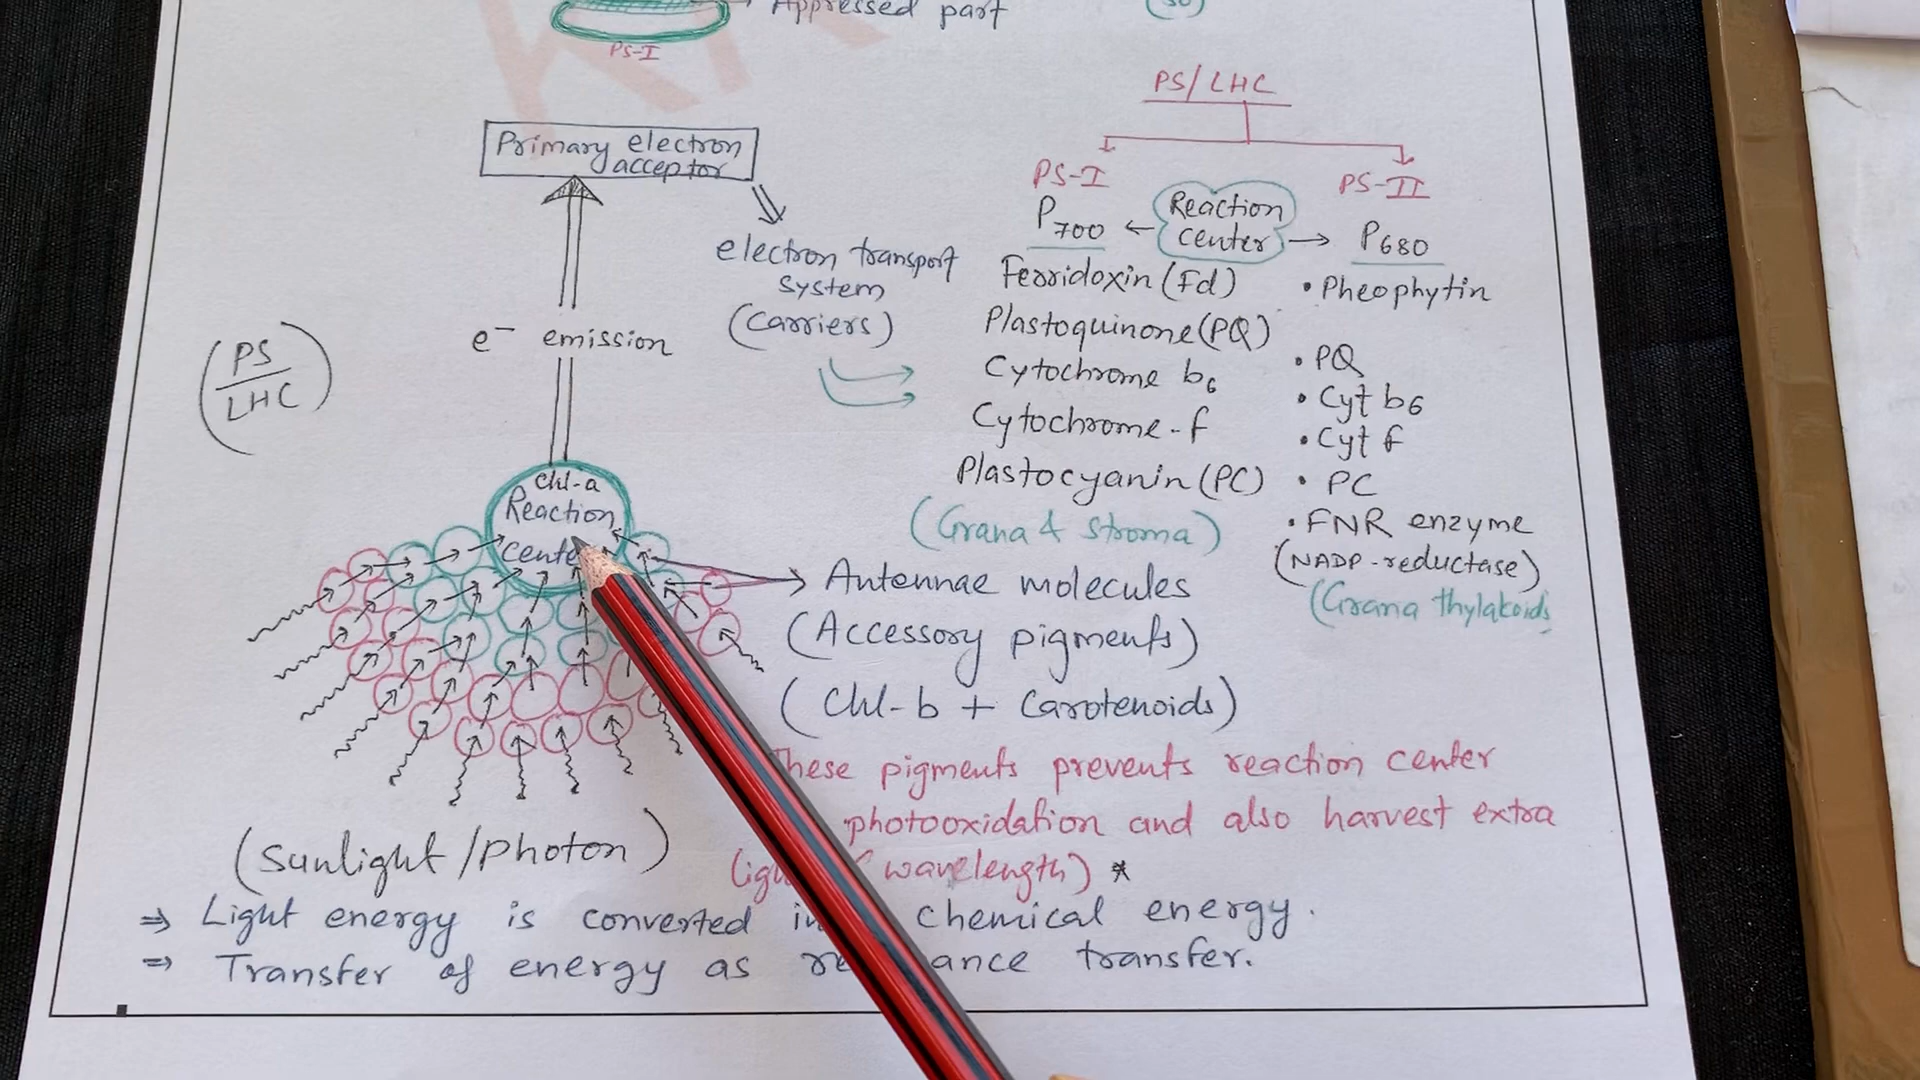 Appressed part
PS-I
Primary electron
acceptor
electron transport
system
(Carriers)
e⁻ emission
(PS
LHC)
Chl-a
Reaction
Cente
PS/LHC
PS-I
PS-II
Reaction
center
P700
P680
Ferridoxin (Fd)
Plastoquinone (PQ)
Cytochrome b6
Cytochrome-f
Plastocyanin (PC)
(Grana & stroma)
• Pheophytin
• PQ
• Cyt b6
• Cyt f
• PC
• FNR enzyme
(NADP-reductase)
(Grana thylakoids
Antennae molecules
(Accessory pigments)
(Chl-b + Carotenoids)
These pigments prevents reaction center
photooxidation and also harvest extra
wavelength) *
(Sunlight/Photon)
⇒ Light energy is converted in chemical energy.
⇒ Transfer of energy as re ance transfer.